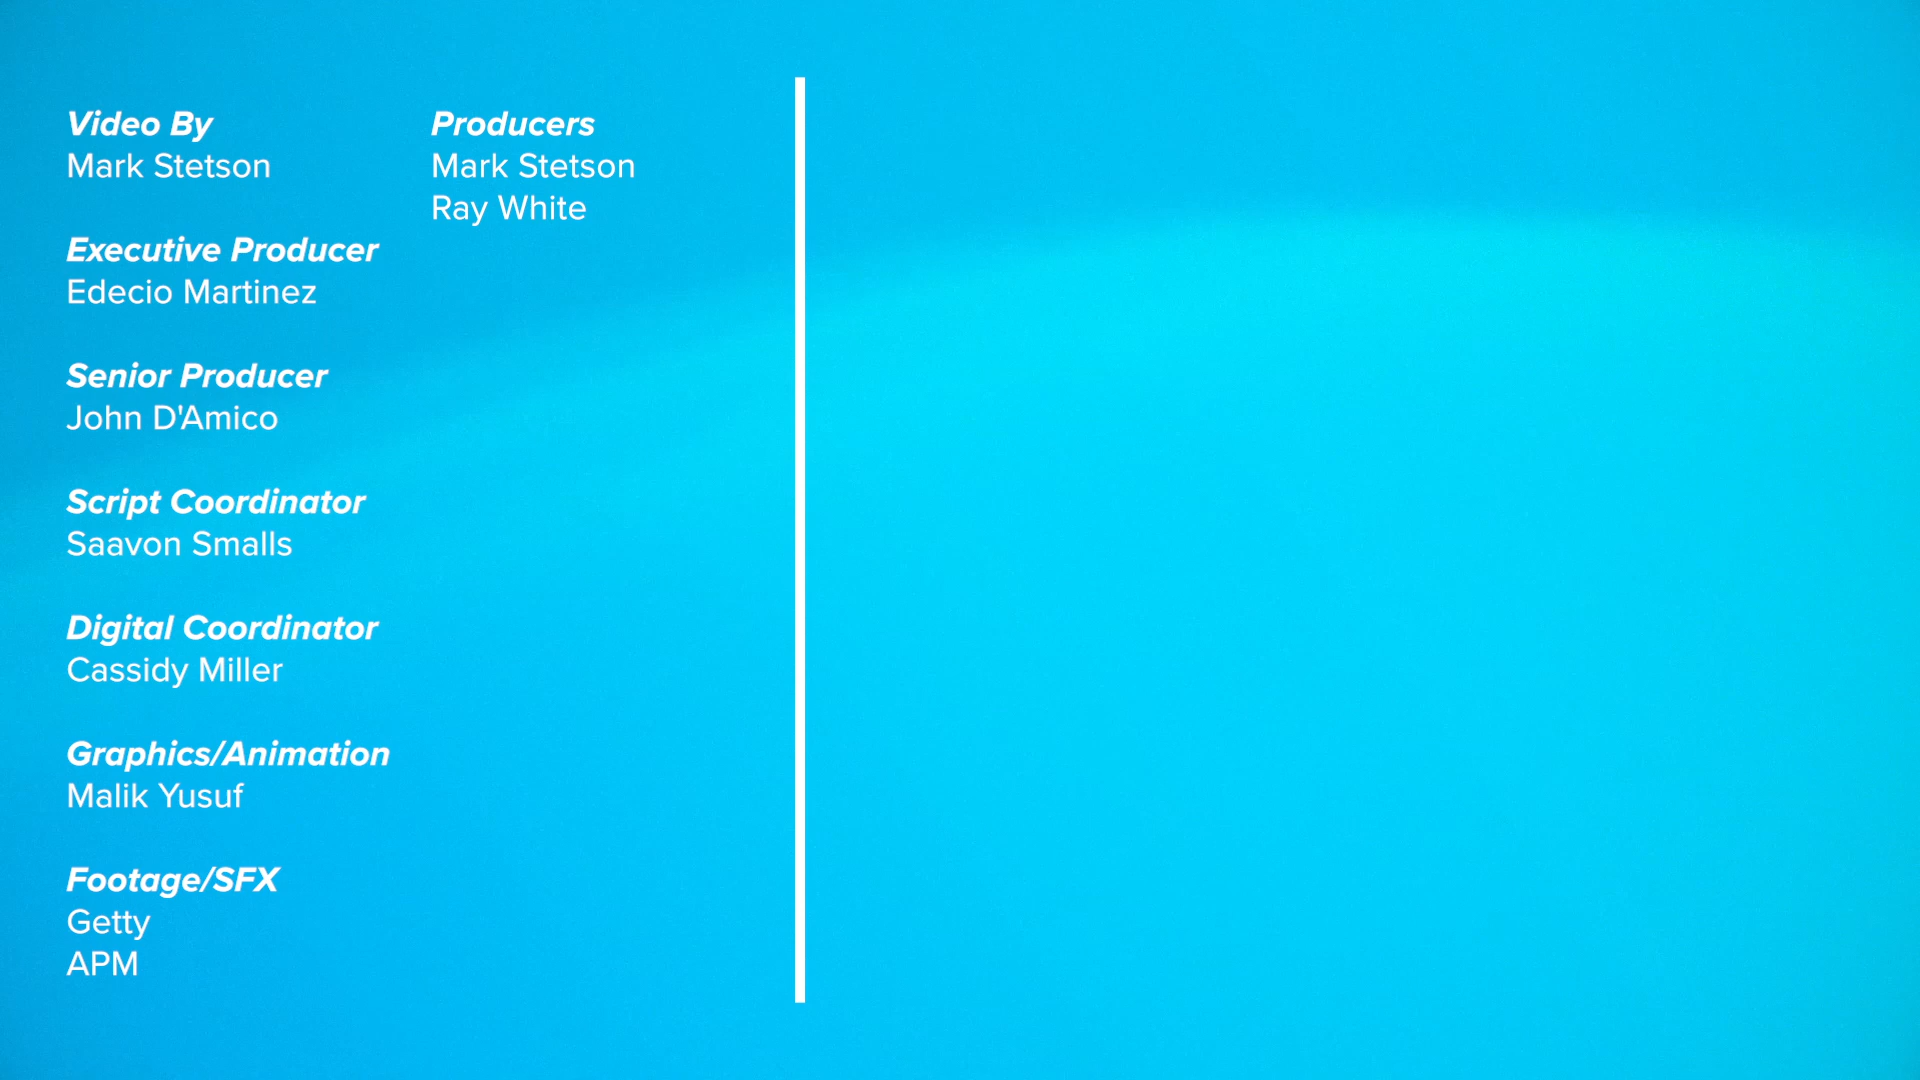 Video By
Mark Stetson
Executive Producer
Edecio Martinez
Senior Producer
John D'Amico
Script Coordinator
Saavon Smalls
Digital Coordinator
Cassidy Miller
Graphics/Animation
Malik Yusuf
Footage/SFX
Getty
APM
Producers
Mark Stetson
Ray White